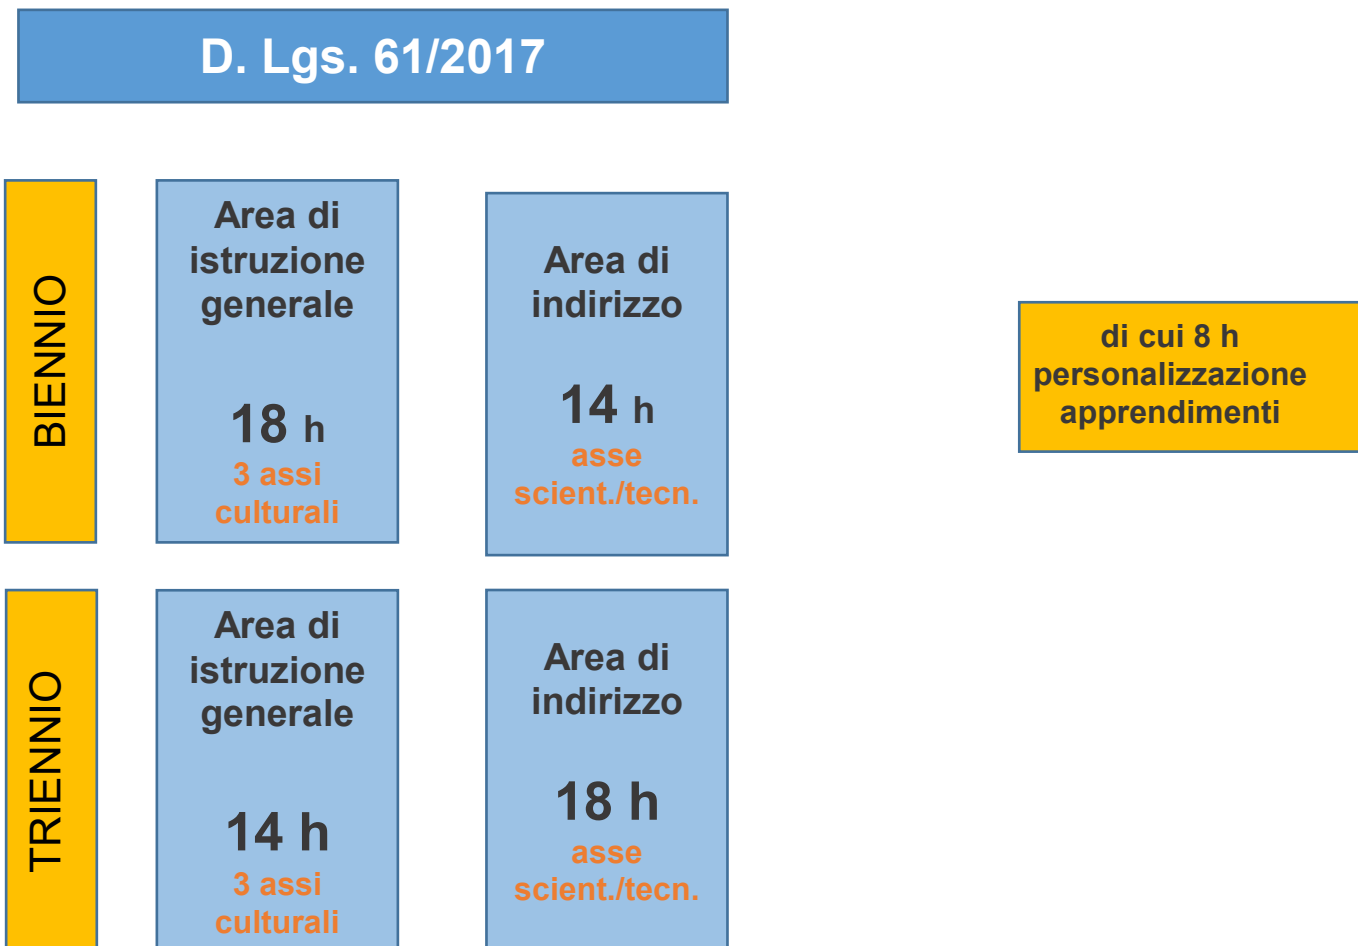 D. Lgs. 61/2017
BIENNIO
Area di
istruzione
generale
18 h
3 assi
culturali
Area di
indirizzo
14 h
asse
scient./tecn.
di cui 8 h
personalizzazione
apprendimenti
TRIENNIO
Area di
istruzione
generale
14 h
3 assi
culturali
Area di
indirizzo
18 h
asse
scient./tecn.